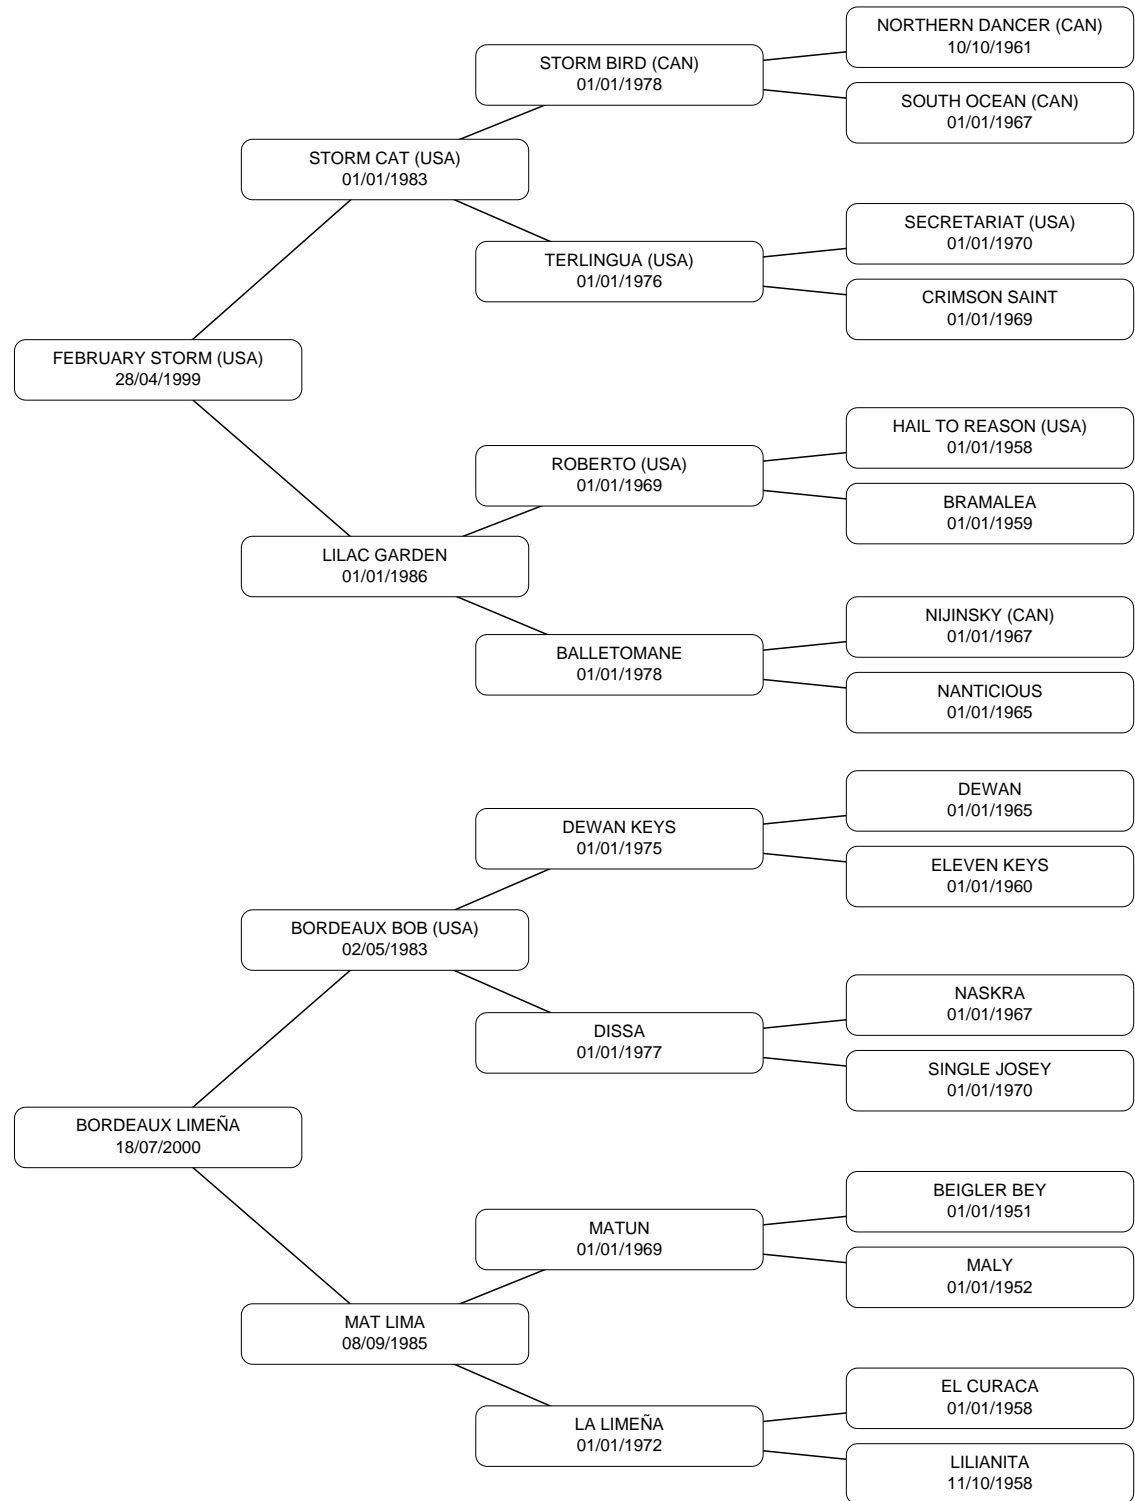 NORTHERN DANCER (CAN)
10/10/1961
STORM BIRD (CAN)
01/01/1978
SOUTH OCEAN (CAN)
01/01/1967
STORM CAT (USA)
01/01/1983
SECRETARIAT (USA)
01/01/1970
TERLINGUA (USA)
01/01/1976
CRIMSON SAINT
01/01/1969
FEBRUARY STORM (USA)
28/04/1999
HAIL TO REASON (USA)
01/01/1958
ROBERTO (USA)
01/01/1969
BRAMALEA
01/01/1959
LILAC GARDEN
01/01/1986
NIJINSKY (CAN)
01/01/1967
BALLETOMANE
01/01/1978
NANTICIOUS
01/01/1965
DEWAN
01/01/1965
DEWAN KEYS
01/01/1975
ELEVEN KEYS
01/01/1960
BORDEAUX BOB (USA)
02/05/1983
NASKRA
01/01/1967
DISSA
01/01/1977
SINGLE JOSEY
01/01/1970
BORDEAUX LIMEÑA
18/07/2000
BEIGLER BEY
01/01/1951
MATUN
01/01/1969
MALY
01/01/1952
MAT LIMA
08/09/1985
EL CURACA
01/01/1958
LA LIMEÑA
01/01/1972
LILIANITA
11/10/1958